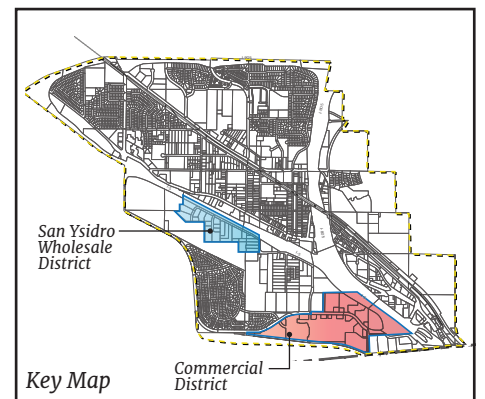 San Ysidro
Wholesale
District
Commercial
District
Key Map